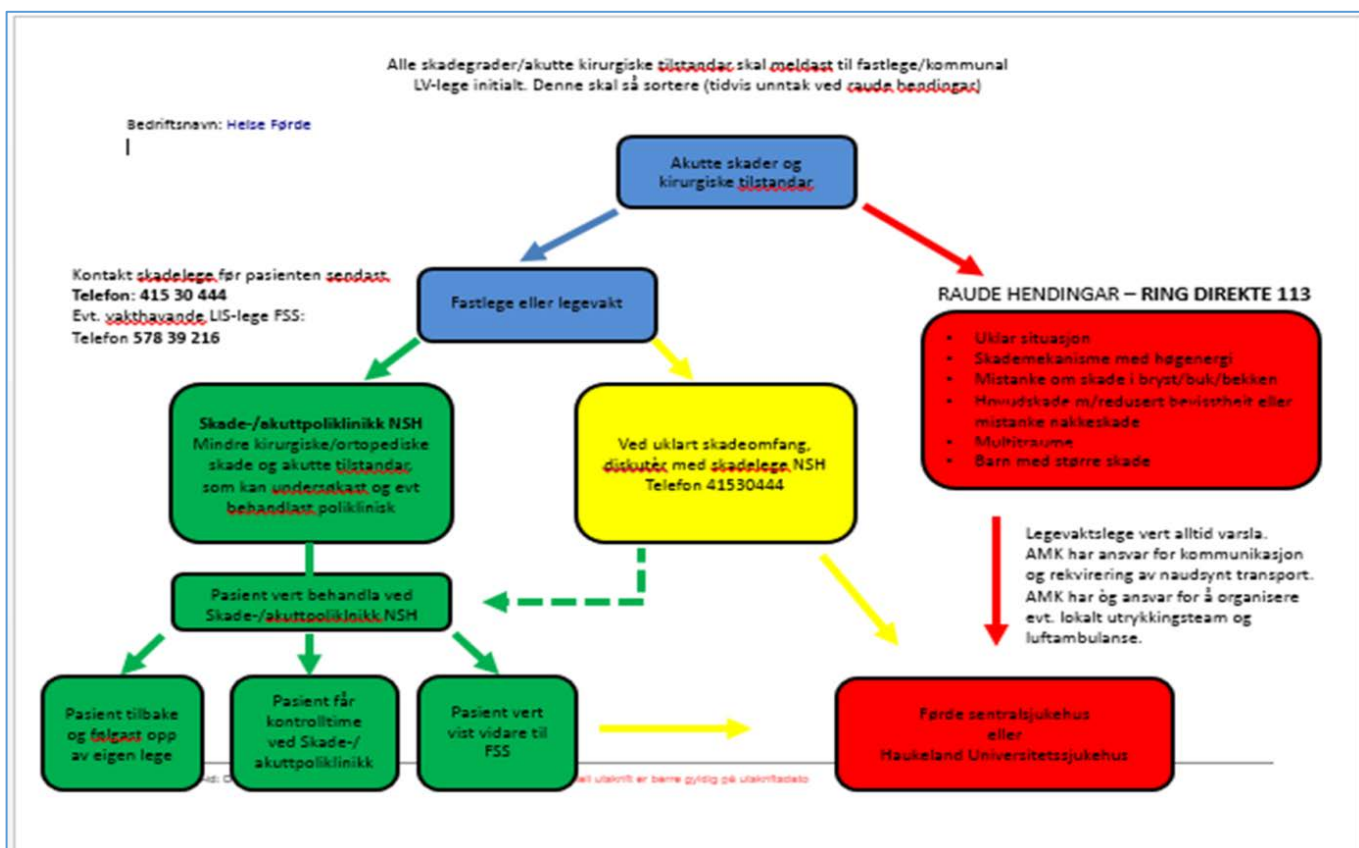 Alle skadegrader/akutte kirurgiske tilstandar skal meldast til fastlege/kommunal
LV-lege initialt. Denne skal så sortere (tidvis unntak ved raude hendingar)
Bedriftsnavn: Helse Førde
Akutte skader og
kirurgiske tilstandar
Kontakt skadelege før pasienten sendast.
Telefon: 415 30 444
Evt. vakthavande LIS-lege FSS:
Telefon 578 39 216
Fastlege eller legevakt
RAUDE HENDINGAR – RING DIREKTE 113
• Uklar situasjon
• Skademekanisme med høgenergi
• Mistanke om skade i bryst/buk/bekken
• Hovudskade m/redusert bevisstheit eller
mistanke nakkeskade
• Multitraume
• Barn med større skade
Skade-/akuttpoliklinikk NSH
Mindre kirurgiske/ortopediske
skade og akutte tilstandar,
som kan undersøkast og evt
behandlast poliklinisk
Ved uklart skadeomfang,
diskutèr med skadelege NSH
Telefon 41530444
Legevaktslege vert alltid varsla.
AMK har ansvar for kommunikasjon
og rekvirering av naudsynt transport.
AMK har òg ansvar for å organisere
evt. lokalt utrykkingsteam og
luftambulanse.
Pasient vert behandla ved
Skade-/akuttpoliklnikk NSH
Pasient tilbake
og følgast opp
av eigen lege
Pasient får
kontrolltime
ved Skade-/
akuttpoliklinikk
Pasient vert
vist vidare til
FSS
Førde sentralsjukehus
eller
Haukeland Universitetssjukehus
utskrift er berre gyldig på utskriftsdato